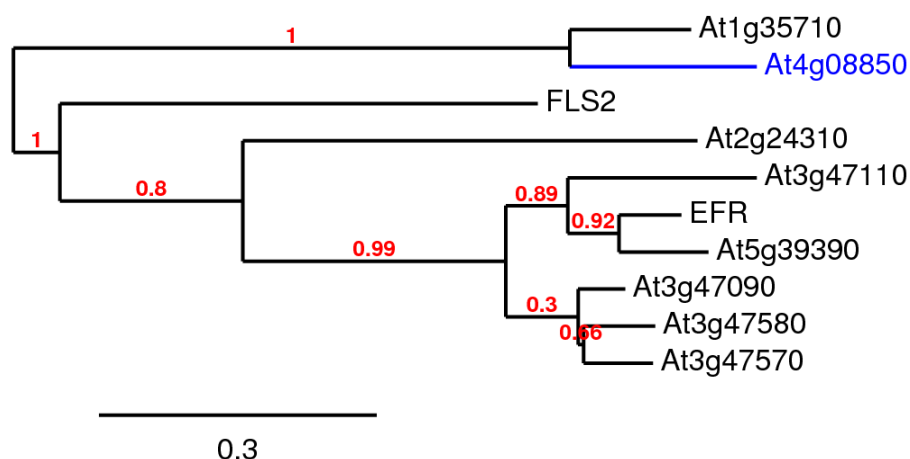 At1g35710
1
At4g08850
FLS2
1
At2g24310
0.8
At3g47110
0.89
EFR
0.92
At5g39390
0.99
At3g47090
0.3
At3g47580
0.66
At3g47570
0.3